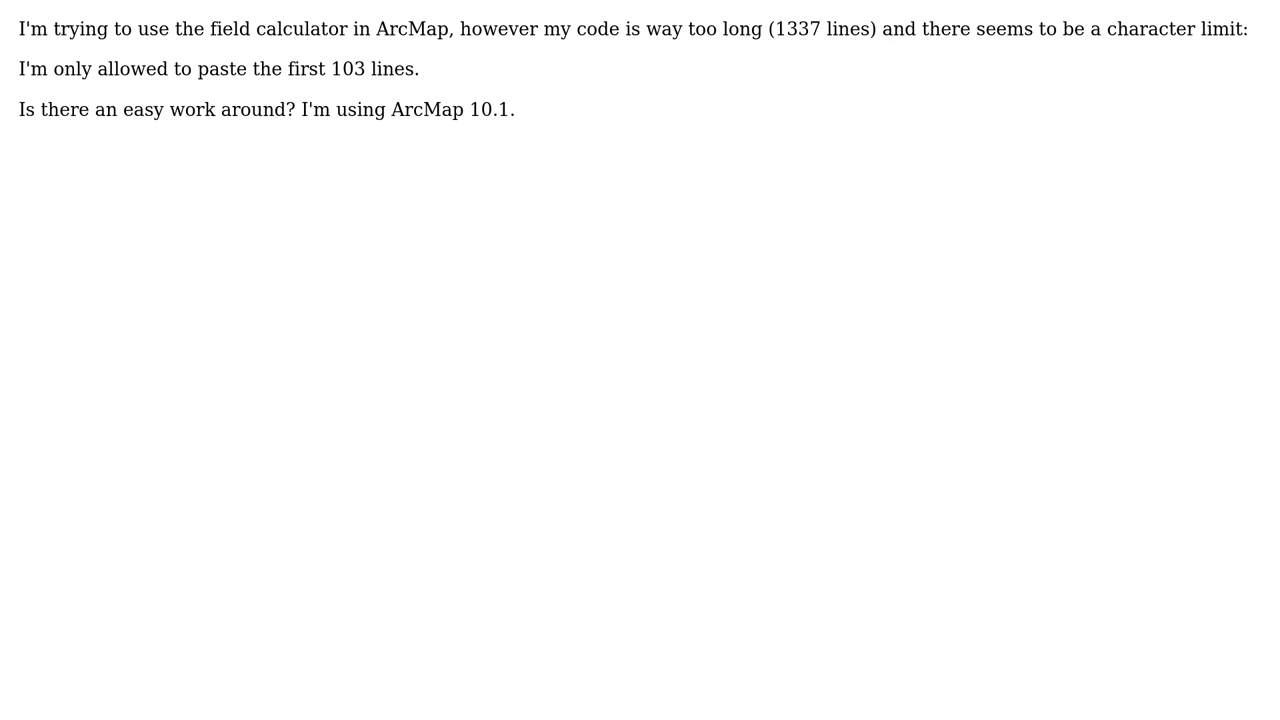 I'm trying to use the field calculator in ArcMap, however my code is way too long (1337 lines) and there seems to be a character limit:
I'm only allowed to paste the first 103 lines.
Is there an easy work around? I'm using ArcMap 10.1.